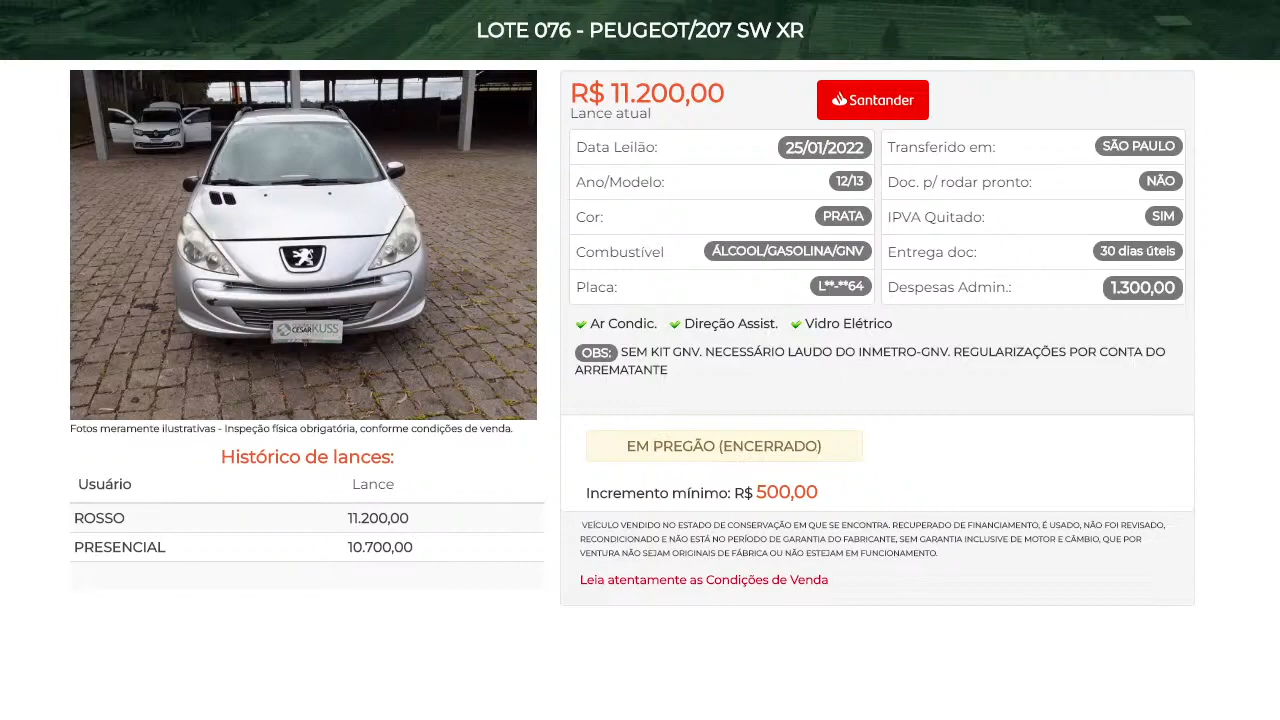 LOTE 076 - PEUGEOT/207 SW XR
CESAR KUSS
Fotos meramente ilustrativas - Inspeção física obrigatória, conforme condições de venda.
Histórico de lances:
Usuário Lance
ROSSO 11.200,00
PRESENCIAL 10.700,00
R$ 11.200,00
Lance atual
Santander
Data Leilão: 25/01/2022
Ano/Modelo: 12/13
Cor: PRATA
Combustível ÁLCOOL/GASOLINA/GNV
Placa: L**-**64
Transferido em: SÃO PAULO
Doc. p/ rodar pronto: NÃO
IPVA Quitado: SIM
Entrega doc: 30 dias úteis
Despesas Admin.: 1.300,00
Ar Condic. Direção Assist. Vidro Elétrico
OBS: SEM KIT GNV. NECESSÁRIO LAUDO DO INMETRO-GNV. REGULARIZAÇÕES POR CONTA DO
ARREMATANTE
EM PREGÃO (ENCERRADO)
Incremento mínimo: R$ 500,00
VEÍCULO VENDIDO NO ESTADO DE CONSERVAÇÃO EM QUE SE ENCONTRA. RECUPERADO DE FINANCIAMENTO, É USADO, NÃO FOI REVISADO,
RECONDICIONADO E NÃO ESTÁ NO PERÍODO DE GARANTIA DO FABRICANTE, SEM GARANTIA INCLUSIVE DE MOTOR E CÂMBIO, QUE POR
VENTURA NÃO SEJAM ORIGINAIS DE FÁBRICA OU NÃO ESTEJAM EM FUNCIONAMENTO.
Leia atentamente as Condições de Venda